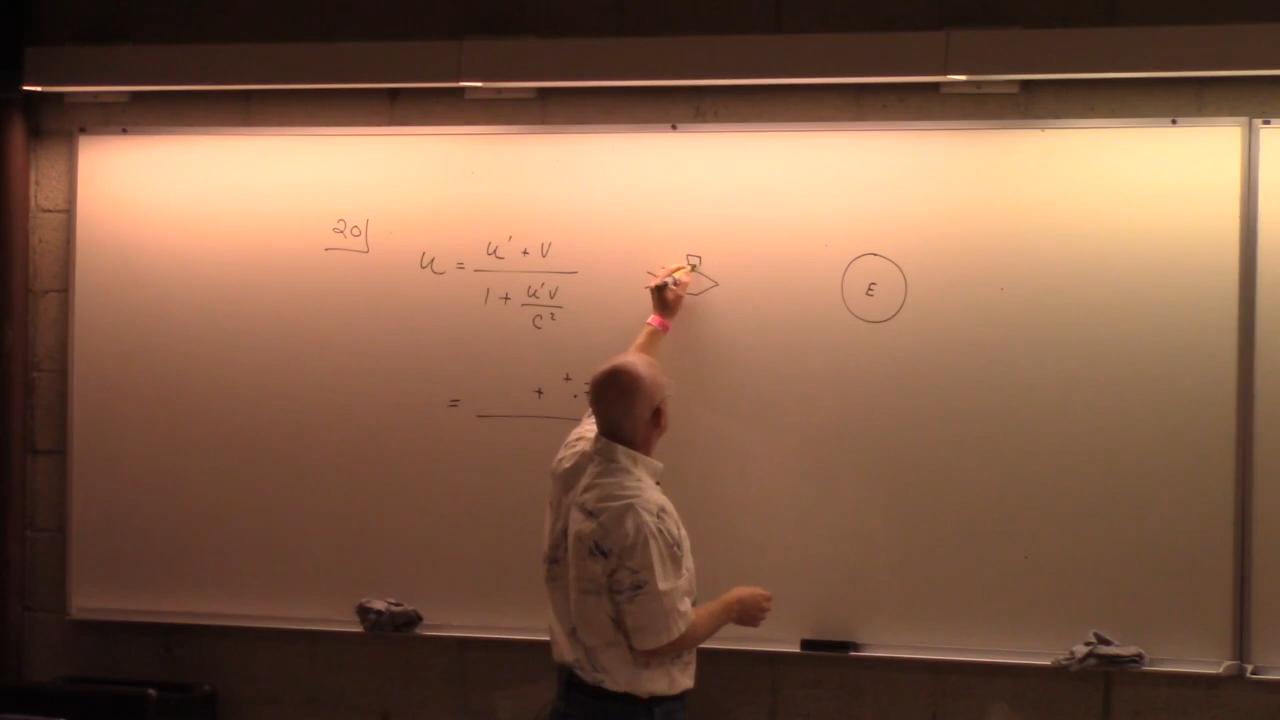 20
u = u' + v
1 + u'v
c²
E
= + + .